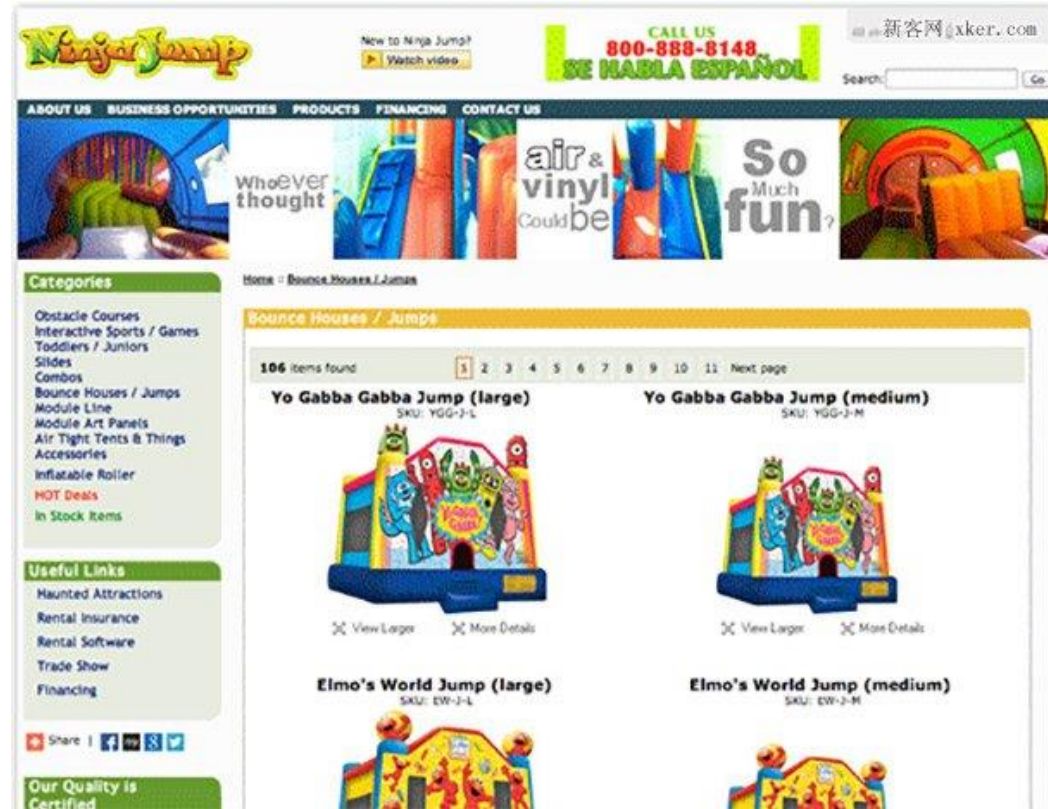 Ninja Jump
New to Ninja Jump?
Watch video
CALL US
800-888-8148
SE HABLA ESPAÑOL
新客网 xker.com
Search:
Go
ABOUT US BUSINESS OPPORTUNITIES PRODUCTS FINANCING CONTACT US
Whoever
thought
air &
vinyl
Could be
So
Much
fun?
Categories
Obstacle Courses
Interactive Sports / Games
Toddlers / Juniors
Slides
Combos
Bounce Houses / Jumps
Module Line
Module Art Panels
Air Tight Tents & Things
Accessories
Inflatable Roller
HOT Deals
In Stock Items
Useful Links
Haunted Attractions
Rental Insurance
Rental Software
Trade Show
Financing
Share |
Our Quality is
Certified
Home :: Bounce Houses / Jumps
Bounce Houses / Jumps
106 items found 1 2 3 4 5 6 7 8 9 10 11 Next page
Yo Gabba Gabba Jump (large)
SKU: YGG-J-L
Yo Gabba Gabba Jump (medium)
SKU: YGG-J-M
Yo Gabba
Gabba!
View Larger More Details
View Larger More Details
Elmo's World Jump (large)
SKU: EW-J-L
Elmo's World Jump (medium)
SKU: EW-J-M